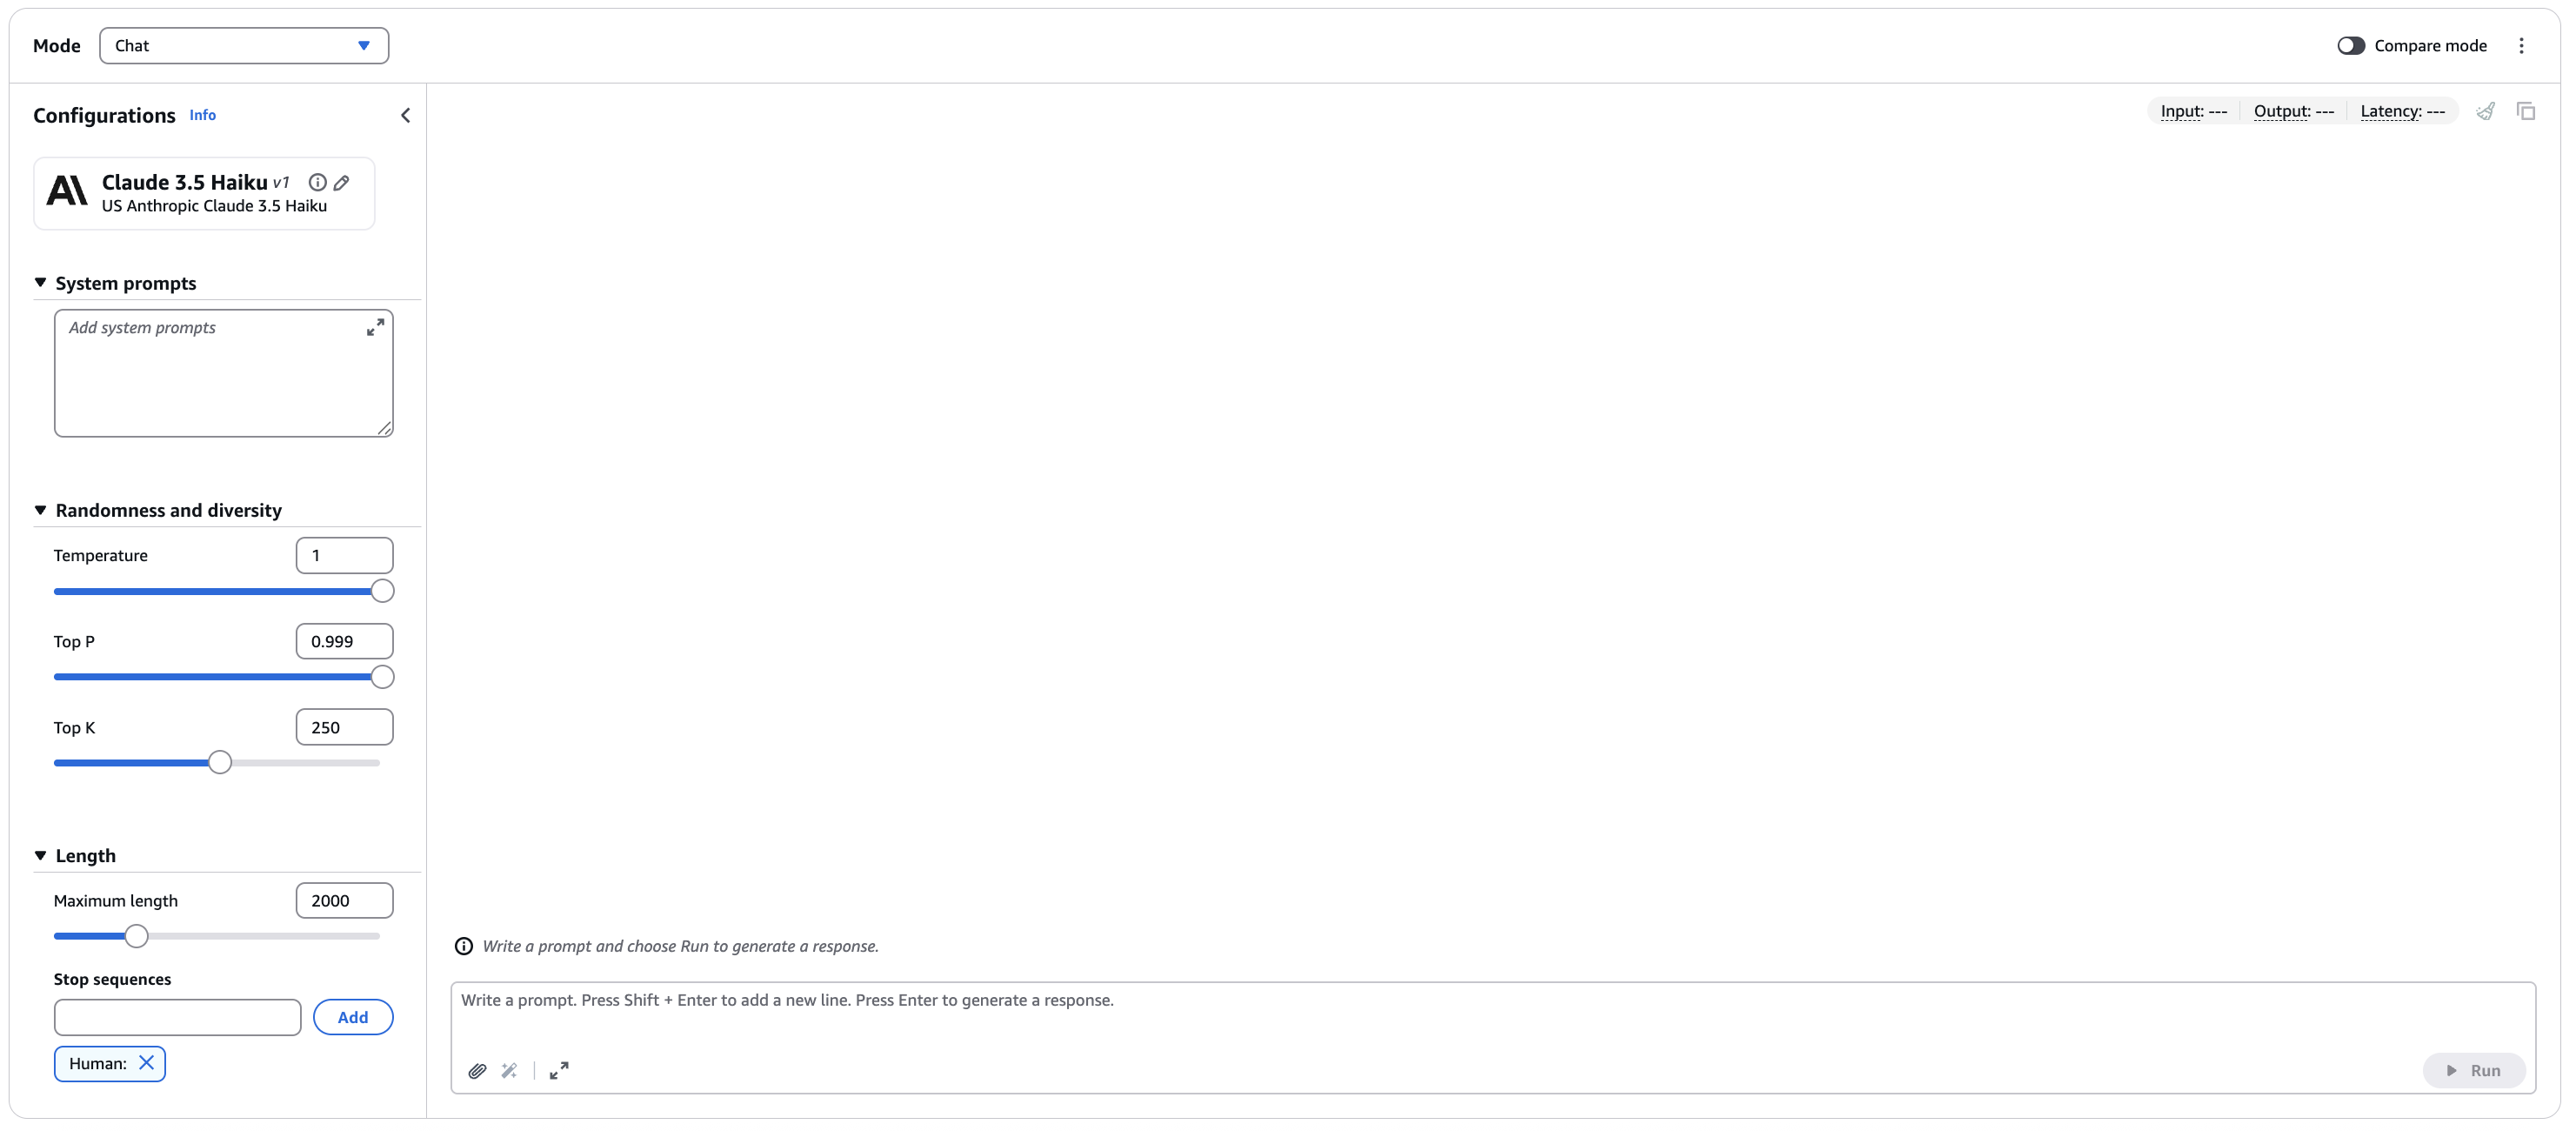 Mode
Chat
Compare mode
Configurations Info
Input: --- Output: --- Latency: ---
Claude 3.5 Haiku v1
US Anthropic Claude 3.5 Haiku
System prompts
Add system prompts
Randomness and diversity
Temperature 1
Top P 0.999
Top K 250
Length
Maximum length 2000
Stop sequences
Add
Human:
Write a prompt and choose Run to generate a response.
Write a prompt. Press Shift + Enter to add a new line. Press Enter to generate a response.
Run